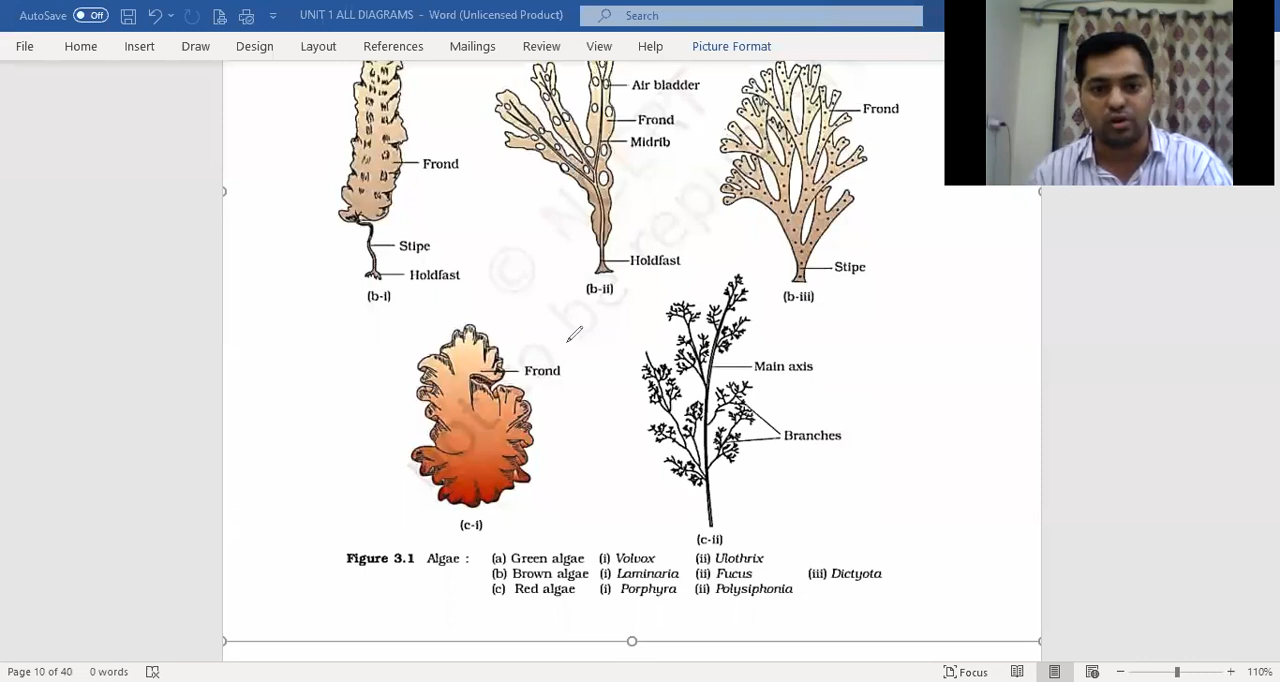 AutoSave Off UNIT 1 ALL DIAGRAMS - Word (Unlicensed Product) Search
File Home Insert Draw Design Layout References Mailings Review View Help Picture Format
Air bladder
Frond
Frond
Midrib
Frond
Stipe
Holdfast
Holdfast
Stipe
(b-i)
(b-ii)
(b-iii)
Frond
Main axis
Branches
(c-i)
(c-ii)
Figure 3.1 Algae : (a) Green algae (i) Volvox (ii) Ulothrix
(b) Brown algae (i) Laminaria (ii) Fucus (iii) Dictyota
(c) Red algae (i) Porphyra (ii) Polysiphonia
Page 10 of 40 0 words Focus 110%